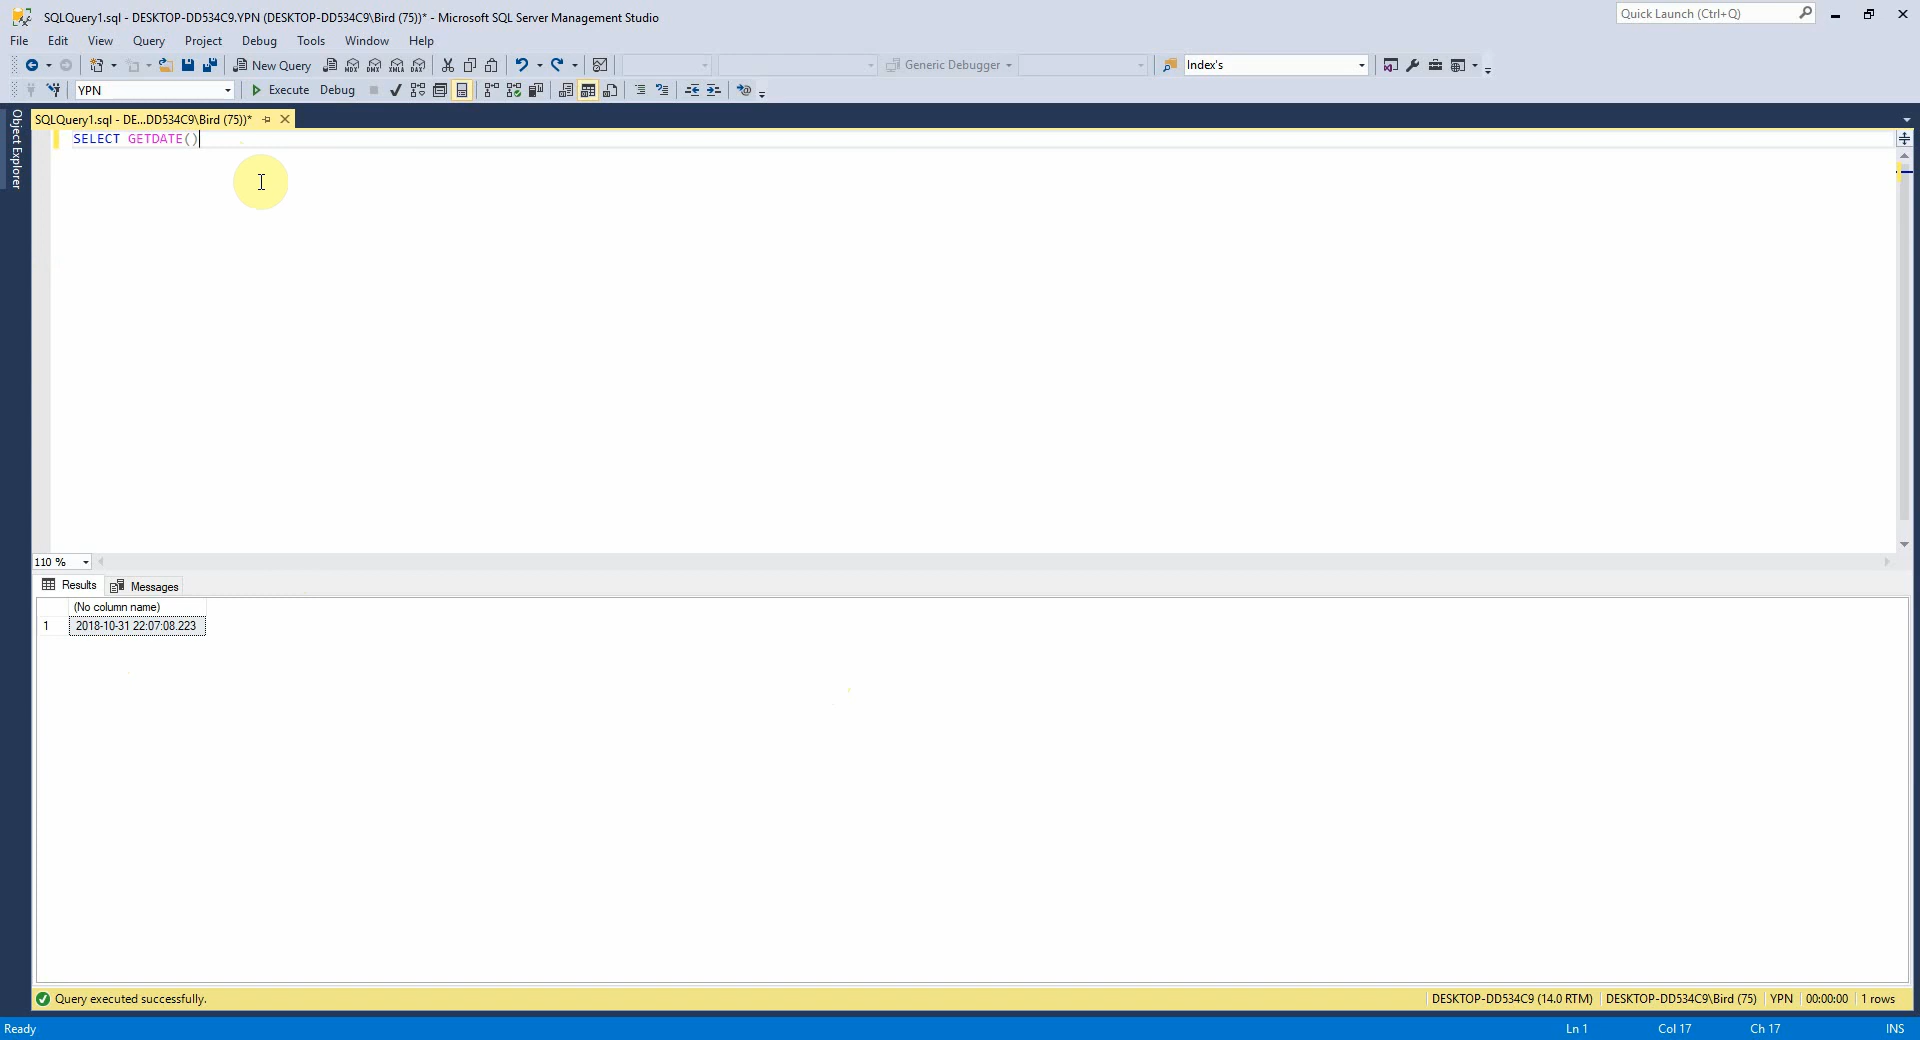 SQLQuery1.sql - DESKTOP-DD534C9.YPN (DESKTOP-DD534C9\Bird (75))* - Microsoft SQL Server Management Studio
Quick Launch (Ctrl+Q)
File Edit View Query Project Debug Tools Window Help
New Query MDX DMX XMLA DAX Generic Debugger Index's
YPN Execute Debug
Object Explorer
SQLQuery1.sql - DE...DD534C9\Bird (75))*
SELECT GETDATE()
110 %
Results Messages
(No column name)
1 2018-10-31 22:07:08.223
Query executed successfully. DESKTOP-DD534C9 (14.0 RTM) DESKTOP-DD534C9\Bird (75) YPN 00:00:00 1 rows
Ready Ln 1 Col 17 Ch 17 INS